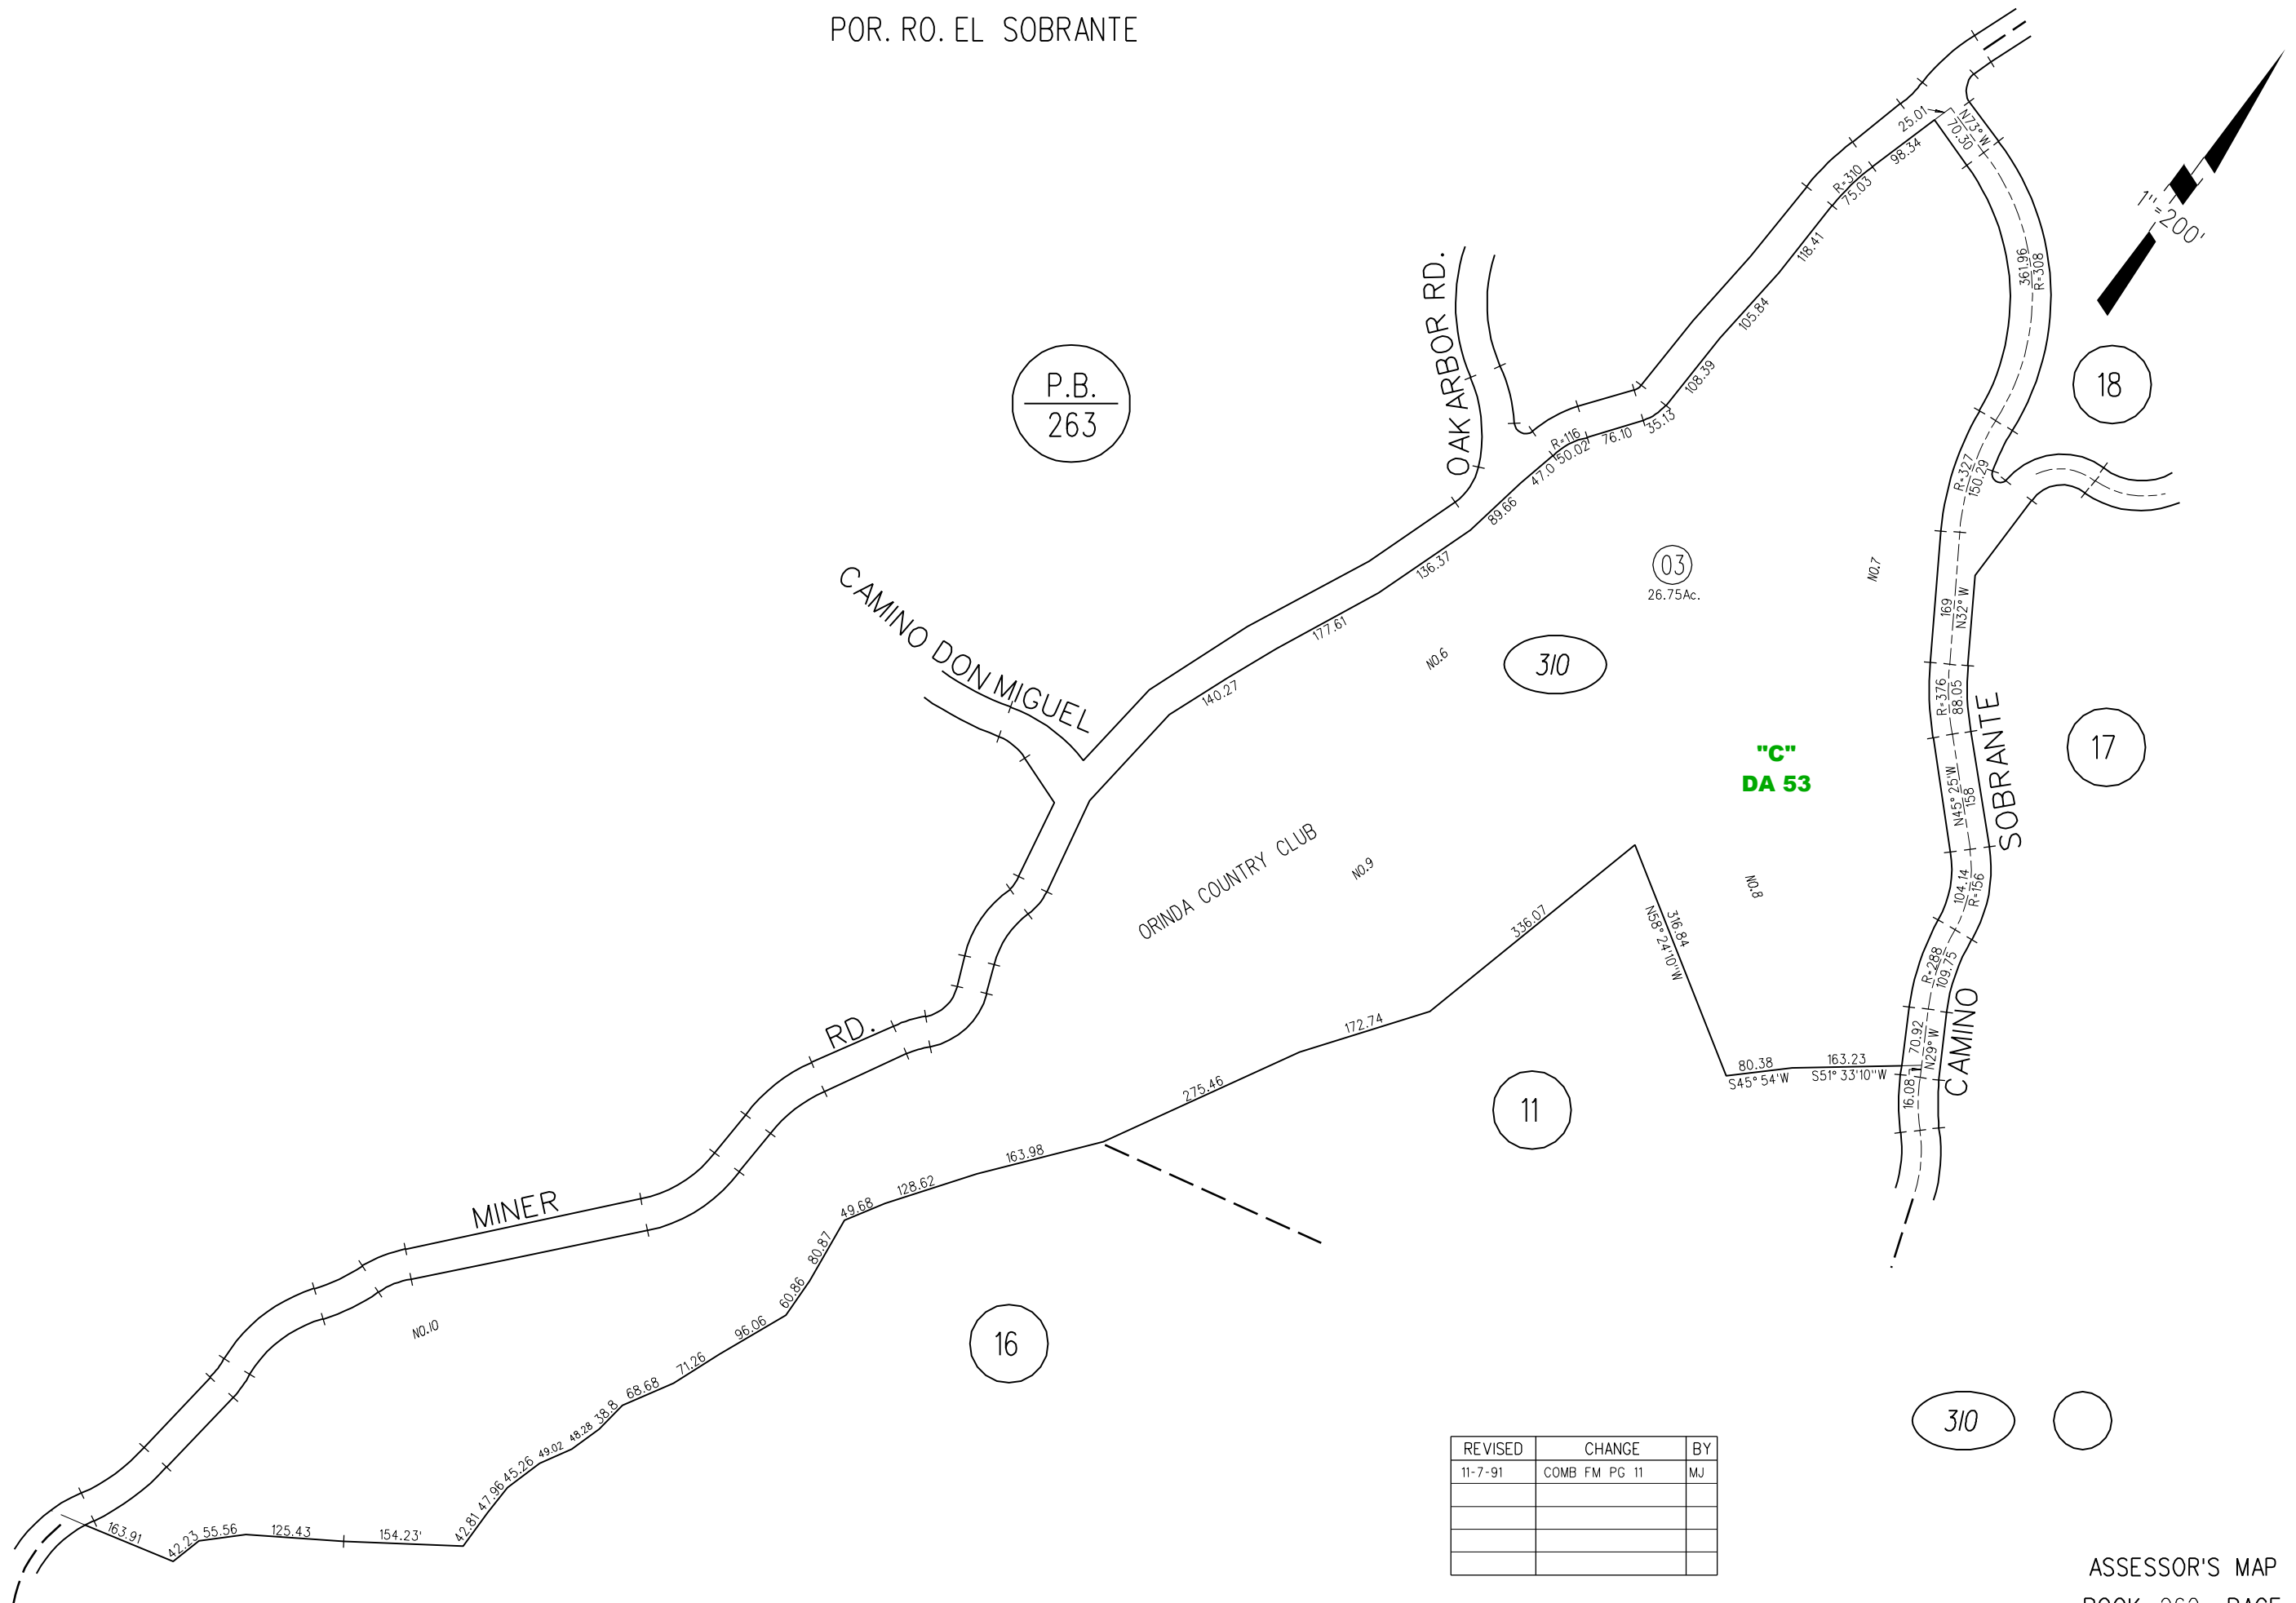 POR. RO. EL SOBRANTE
1"=200'
25.01
N73° W
70.30
98.34
R=310
75.03
118.41
105.84
108.39
361.96
R=308
OAK ARBOR RD.
P.B.
263
18
R=116
50.02
76.10
35.13
47.0
89.66
136.37
R=327
150.29
03
26.75Ac.
NO.7
CAMINO DON MIGUEL
177.61
140.27
NO.6
310
169
N32° W
R=376
88.05
"C"
DA 53
N45° 25'W
158
SOBRANTE
17
ORINDA COUNTRY CLUB
NO.9
NO.8
104.14
R=156
336.07
316.84
N58° 24'10"W
R=288
109.75
172.74
80.38
S45° 54'W
163.23
S51° 33'10"W
70.92
N29° W
16.08
CAMINO
MINER
RD.
275.46
11
163.98
128.62
49.68
80.87
60.86
96.06
71.26
68.68
38.8
48.28
49.02
45.26
47.96
42.81
NO.10
16
163.91
42.23
55.56
125.43
154.23'
310
REVISED CHANGE BY
11-7-91 COMB FM PG 11 MJ
ASSESSOR'S MAP
BOOK 260 PAGE